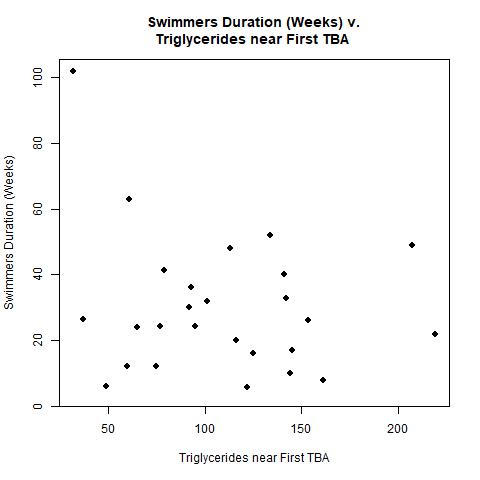 Swimmers Duration (Weeks) v.
Triglycerides near First TBA
Swimmers Duration (Weeks)
100
80
60
40
20
0
50 100 150 200
Triglycerides near First TBA